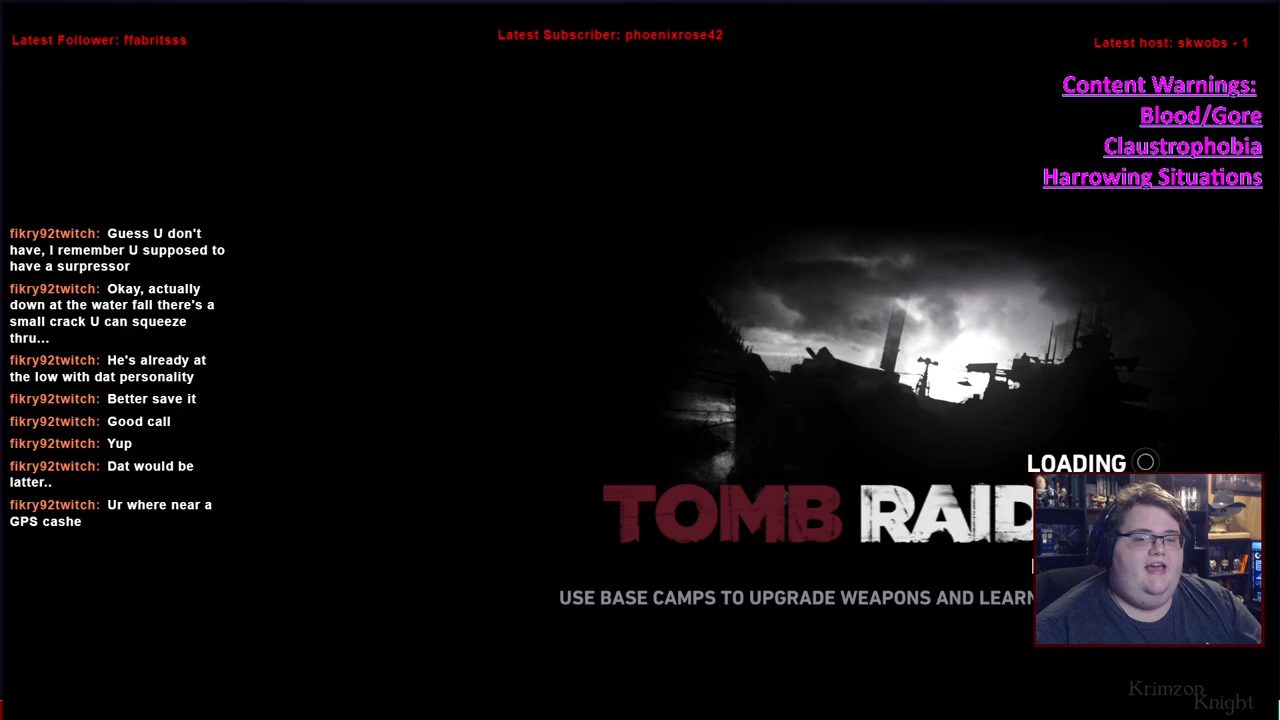 Latest Follower: ffabritsss
Latest Subscriber: phoenixrose42
Latest host: skwobs - 1
Content Warnings:
Blood/Gore
Claustrophobia
Harrowing Situations
fikry92twitch: Guess U don't
have, I remember U supposed to
have a surpressor
fikry92twitch: Okay, actually
down at the water fall there's a
small crack U can squeeze
thru...
fikry92twitch: He's already at
the low with dat personality
fikry92twitch: Better save it
fikry92twitch: Good call
fikry92twitch: Yup
fikry92twitch: Dat would be
latter..
fikry92twitch: Ur where near a
GPS cashe
LOADING
TOMB RAID
USE BASE CAMPS TO UPGRADE WEAPONS AND LEARN
Krimzon
Knight